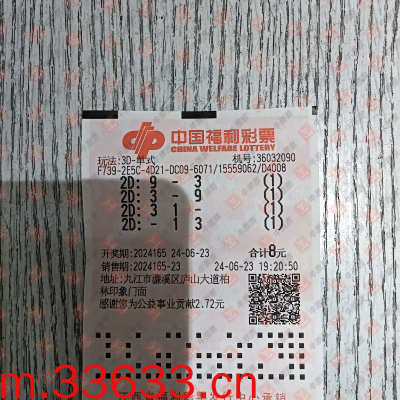 中国福利彩票
CHINA WELFARE LOTTERY
玩法:3D-单式 机号:36032090
F739-2E5C-4D21-DC09-6071/15559062/D4008
2D: 9 - 3 (1)
2D: 3 - 9 (1)
2D: 3 1 - (1)
2D: - 1 3 (1)
开奖期:2024165 24-06-23 合计8元
销售期:2024165-23 24-06-23 19:20:50
地址:九江市濂溪区庐山大道柏
林印象门面
感谢您为公益事业贡献2.72元
m.33633.cn